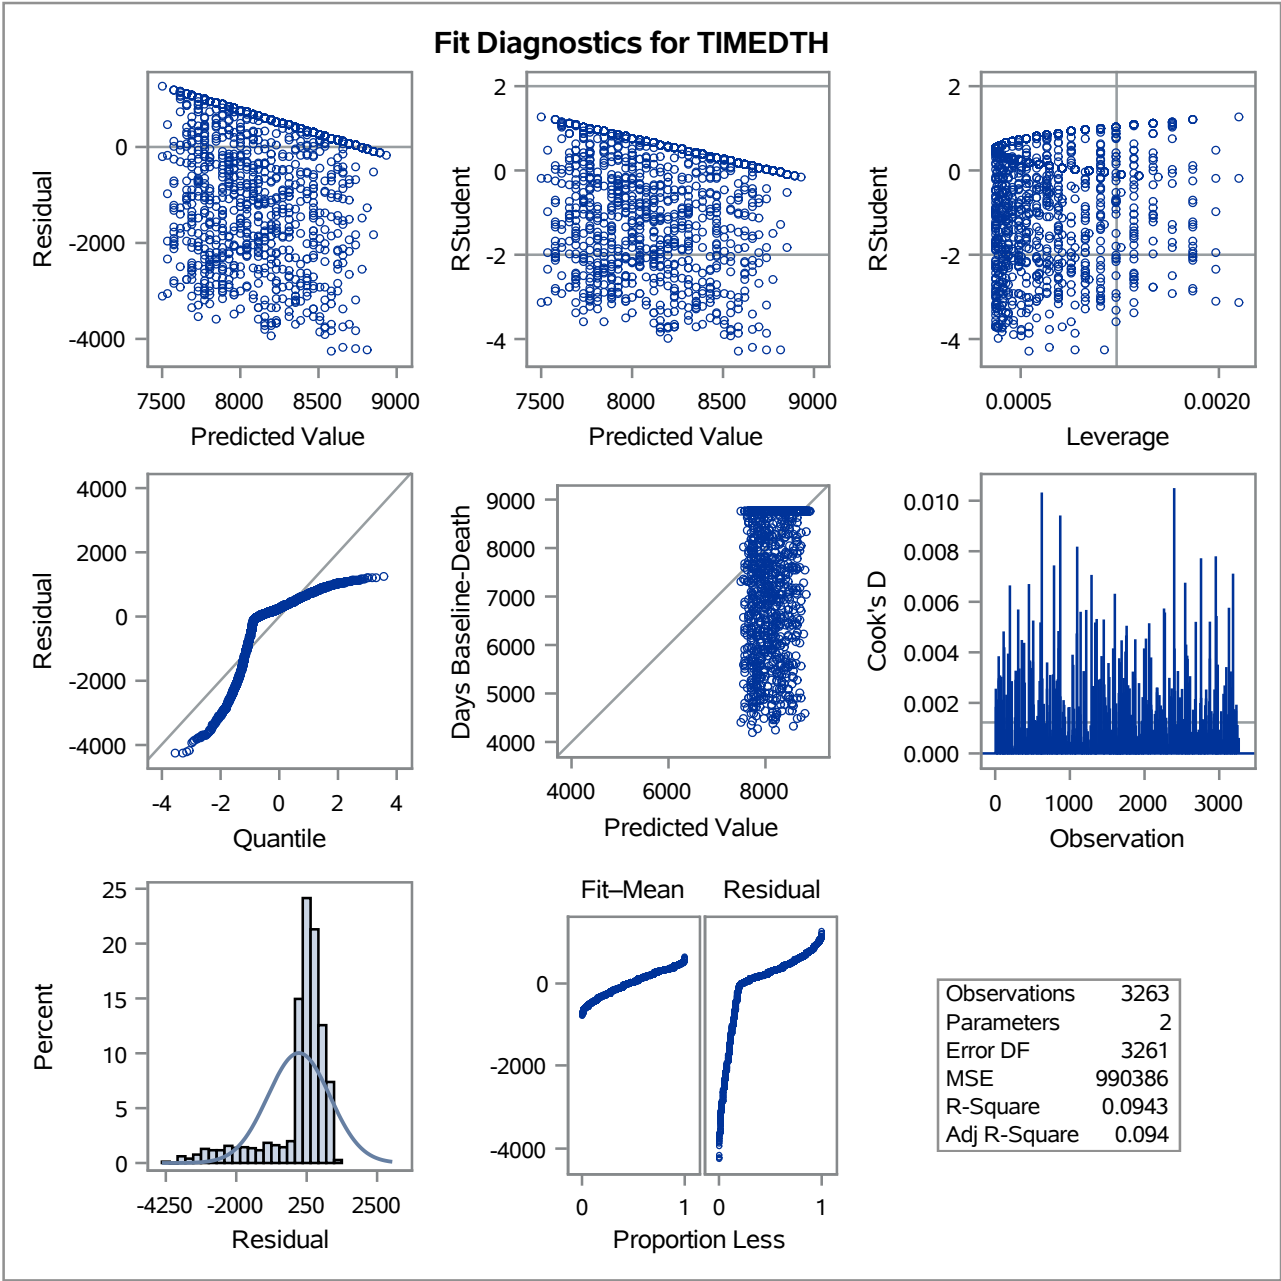 Fit Diagnostics for TIMEDTH
Residual
0
-2000
-4000
7500 8000 8500 9000
Predicted Value
RStudent
2
0
-2
-4
7500 8000 8500 9000
Predicted Value
RStudent
2
0
-2
-4
0.0005 0.0020
Leverage
Residual
4000
2000
0
-2000
-4000
-4 -2 0 2 4
Quantile
Days Baseline-Death
9000
8000
7000
6000
5000
4000
4000 6000 8000
Predicted Value
Cook's D
0.010
0.008
0.006
0.004
0.002
0.000
0 1000 2000 3000
Observation
Percent
25
20
15
10
5
0
-4250 -2000 250 2500
Residual
Fit–Mean Residual
0
-2000
-4000
0 1 0 1
Proportion Less
Observations 3263
Parameters 2
Error DF 3261
MSE 990386
R-Square 0.0943
Adj R-Square 0.094